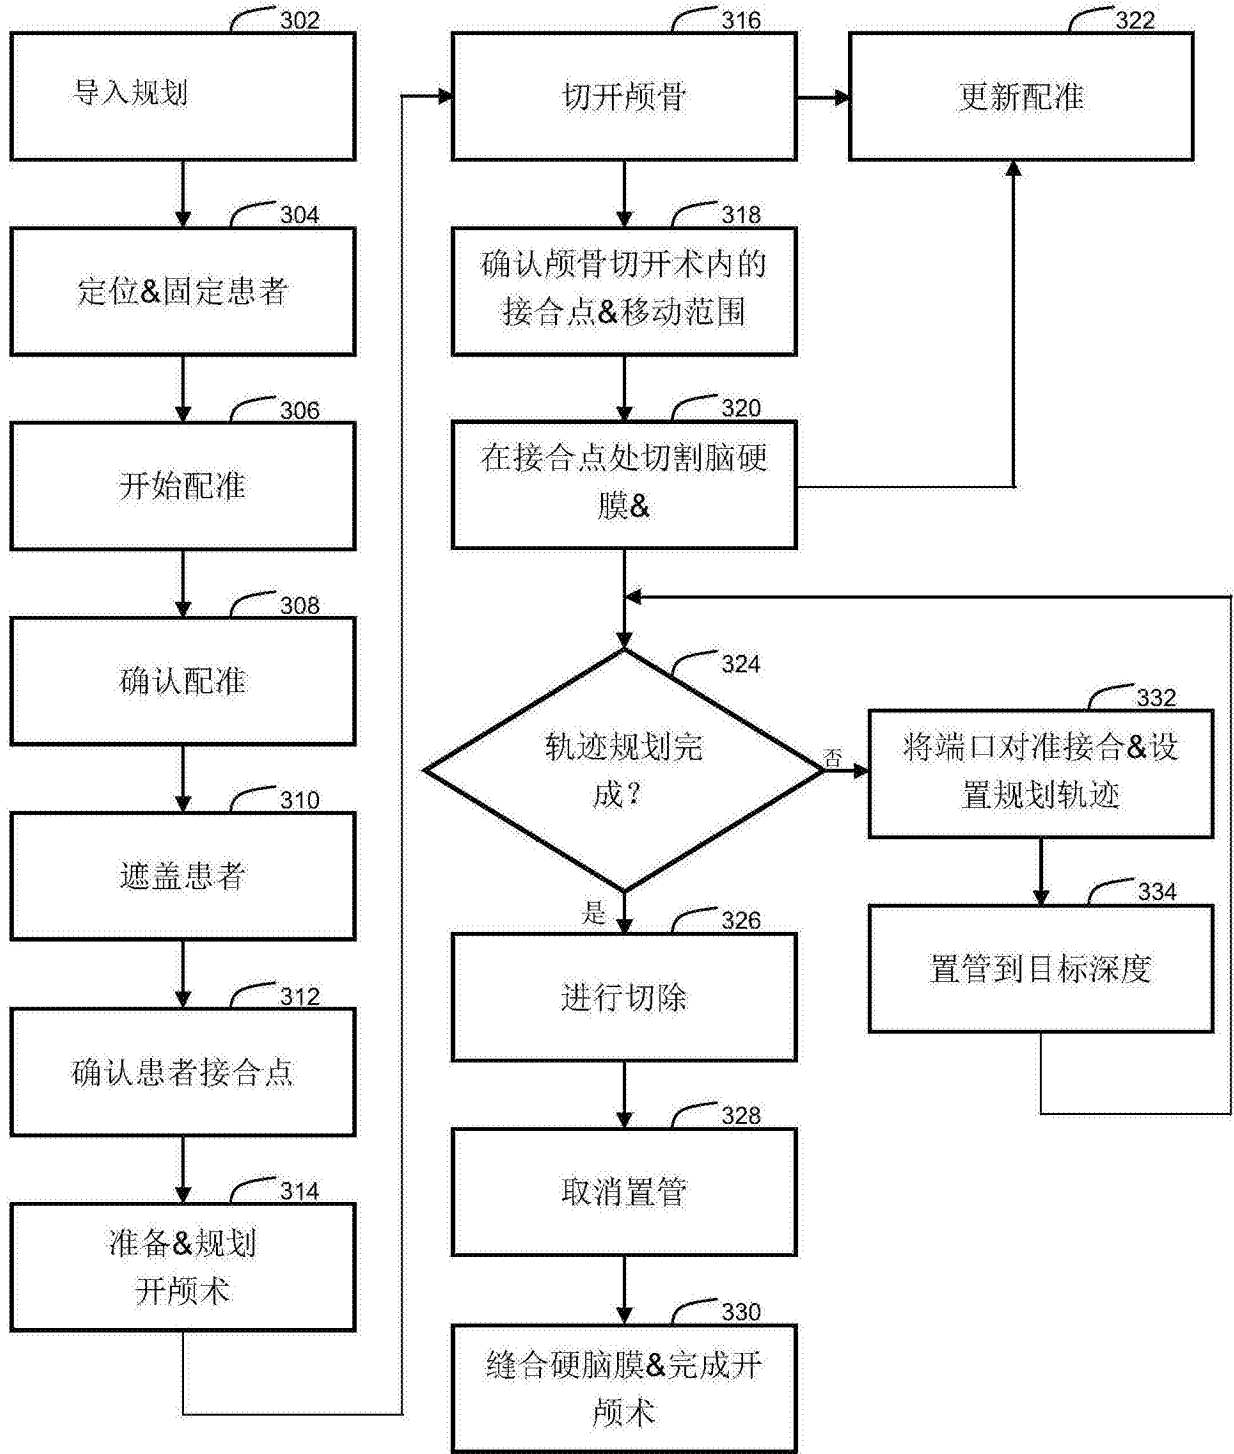 302
导入规划
304
定位&固定患者
306
开始配准
308
确认配准
310
遮盖患者
312
确认患者接合点
314
准备&规划
开颅术
316
切开颅骨
318
确认颅骨切开术内的
接合点&移动范围
320
在接合点处切割脑硬
膜&
322
更新配准
324
轨迹规划完
成?
否
是
326
进行切除
328
取消置管
330
缝合硬脑膜&完成开
颅术
332
将端口对准接合&设
置规划轨迹
334
置管到目标深度